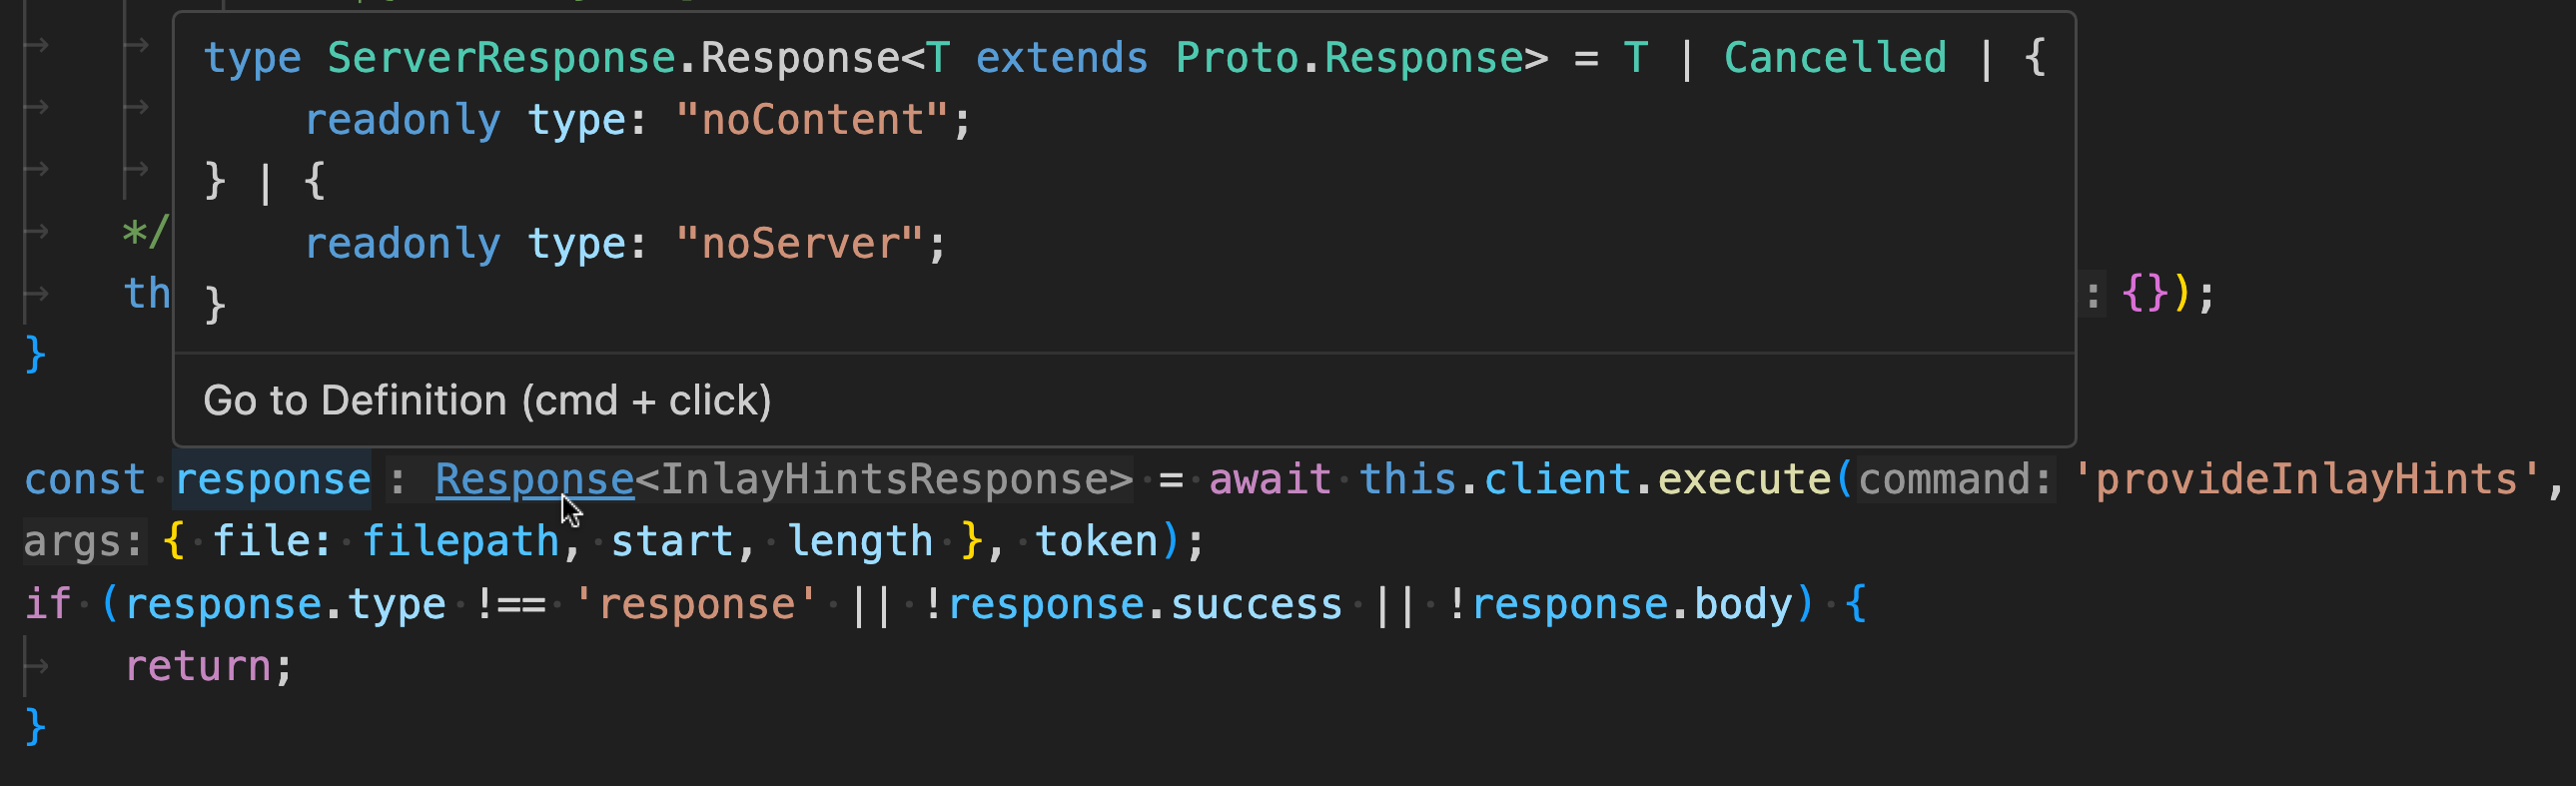 type ServerResponse.Response<T extends Proto.Response> = T | Cancelled | {
    readonly type: "noContent";
} | {
    readonly type: "noServer";
}
*/
th
: {});
}
Go to Definition (cmd + click)
const response : Response<InlayHintsResponse> = await this.client.execute(command: 'provideInlayHints',
args: { file: filepath, start, length }, token);
if (response.type !== 'response' || !response.success || !response.body) {
    return;
}